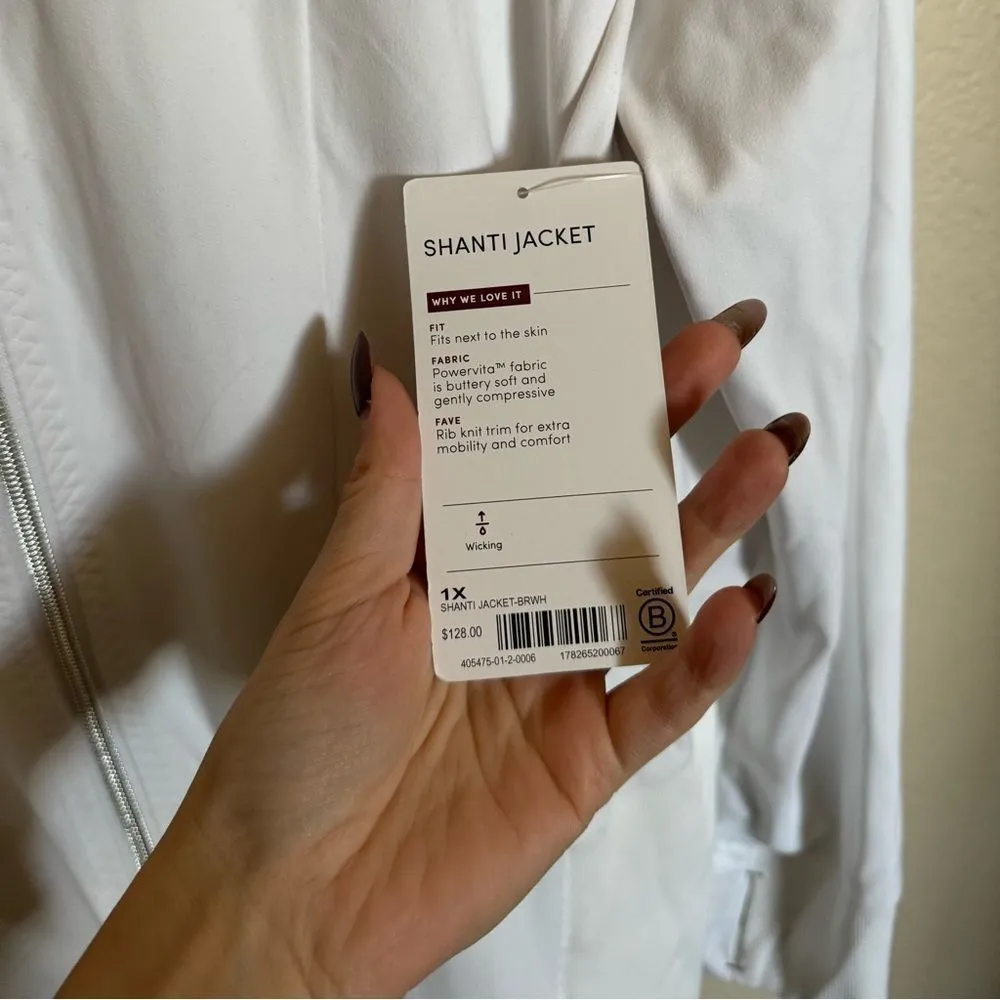 SHANTI JACKET
WHY WE LOVE IT
FIT
Fits next to the skin
FABRIC
Powervita™ fabric
is buttery soft and
gently compressive
FAVE
Rib knit trim for extra
mobility and comfort
Wicking
1X
SHANTI JACKET-BRWH
$128.00
405475-01-2-0006 178265200067
Certified
B
Corporation